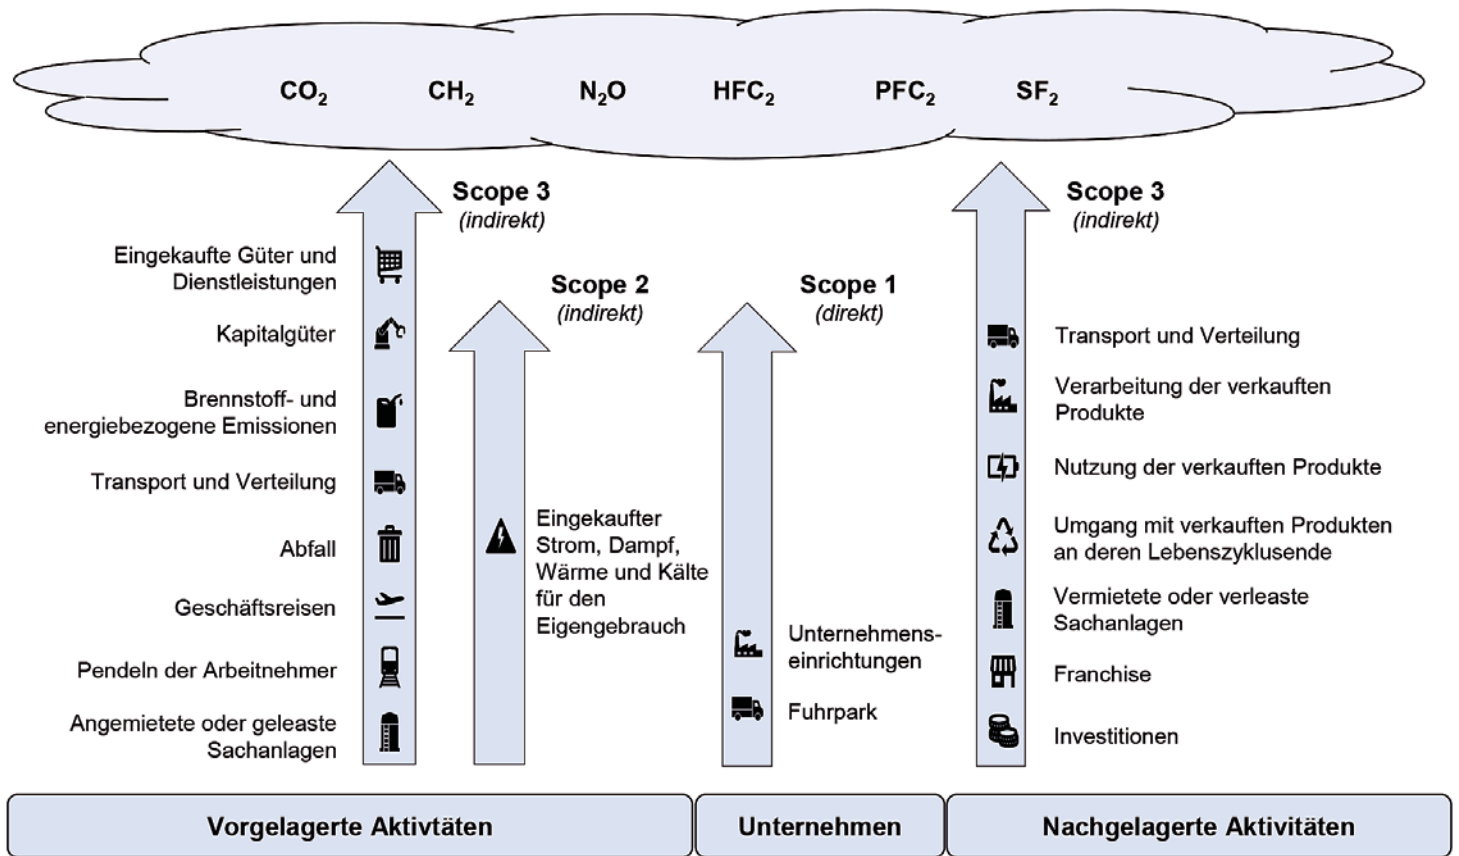 CO₂ CH₂ N₂O HFC₂ PFC₂ SF₂
Scope 3
(indirekt)
Eingekaufte Güter und
Dienstleistungen
Kapitalgüter
Brennstoff- und
energiebezogene Emissionen
Transport und Verteilung
Abfall
Geschäftsreisen
Pendeln der Arbeitnehmer
Angemietete oder geleaste
Sachanlagen
Scope 2
(indirekt)
Eingekaufter
Strom, Dampf,
Wärme und Kälte
für den
Eigengebrauch
Scope 1
(direkt)
Unternehmens-
einrichtungen
Fuhrpark
Scope 3
(indirekt)
Transport und Verteilung
Verarbeitung der verkauften
Produkte
Nutzung der verkauften Produkte
Umgang mit verkauften Produkten
an deren Lebenszyklusende
Vermietete oder verleaste
Sachanlagen
Franchise
Investitionen
Vorgelagerte Aktivtäten
Unternehmen
Nachgelagerte Aktivitäten